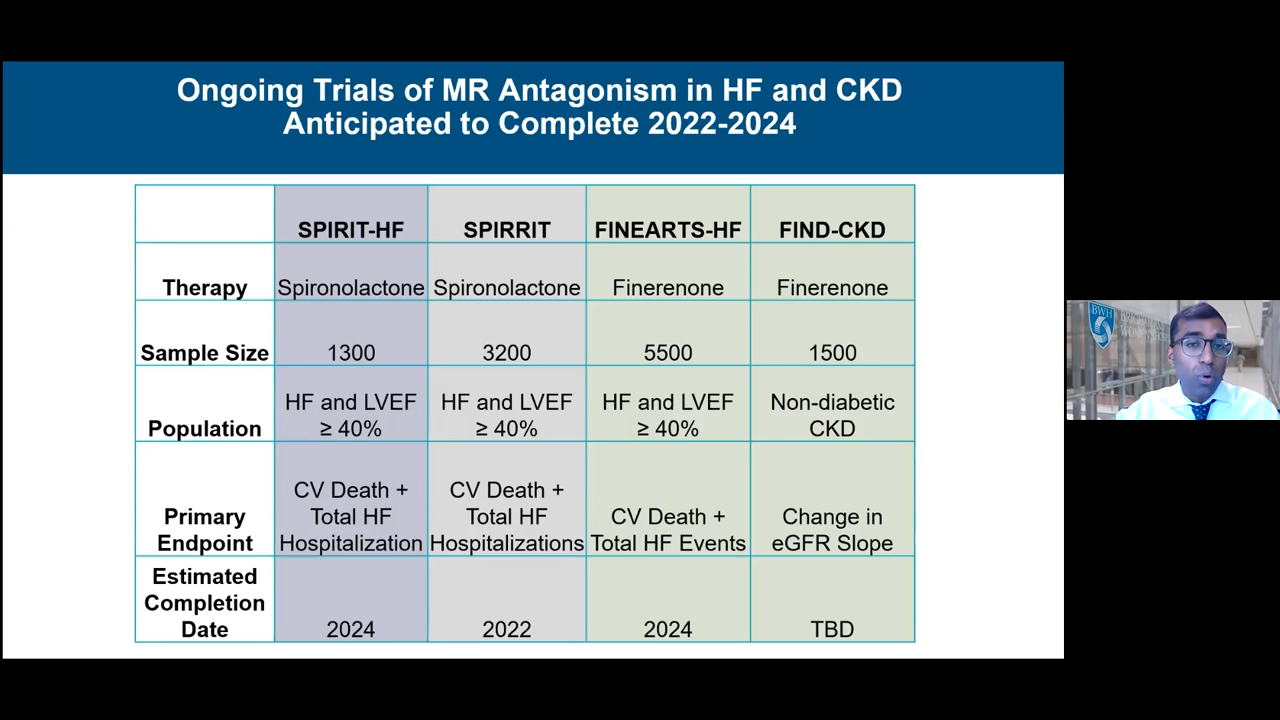 Ongoing Trials of MR Antagonism in HF and CKD
Anticipated to Complete 2022-2024
SPIRIT-HF SPIRRIT FINEARTS-HF FIND-CKD
Therapy Spironolactone Spironolactone Finerenone Finerenone
Sample Size 1300 3200 5500 1500
HF and LVEF HF and LVEF HF and LVEF Non-diabetic
Population ≥ 40% ≥ 40% ≥ 40% CKD
CV Death + CV Death +
Primary Total HF Total HF CV Death + Change in
Endpoint Hospitalization Hospitalizations Total HF Events eGFR Slope
Estimated
Completion
Date 2024 2022 2024 TBD
BWH